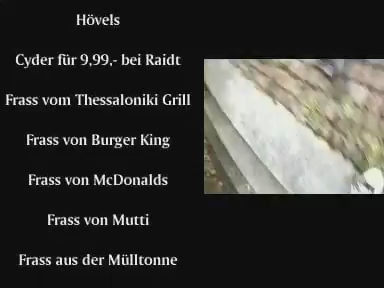 Hövels
Cyder für 9,99,- bei Raidt
Frass vom Thessaloniki Grill
Frass von Burger King
Frass von McDonalds
Frass von Mutti
Frass aus der Mülltonne